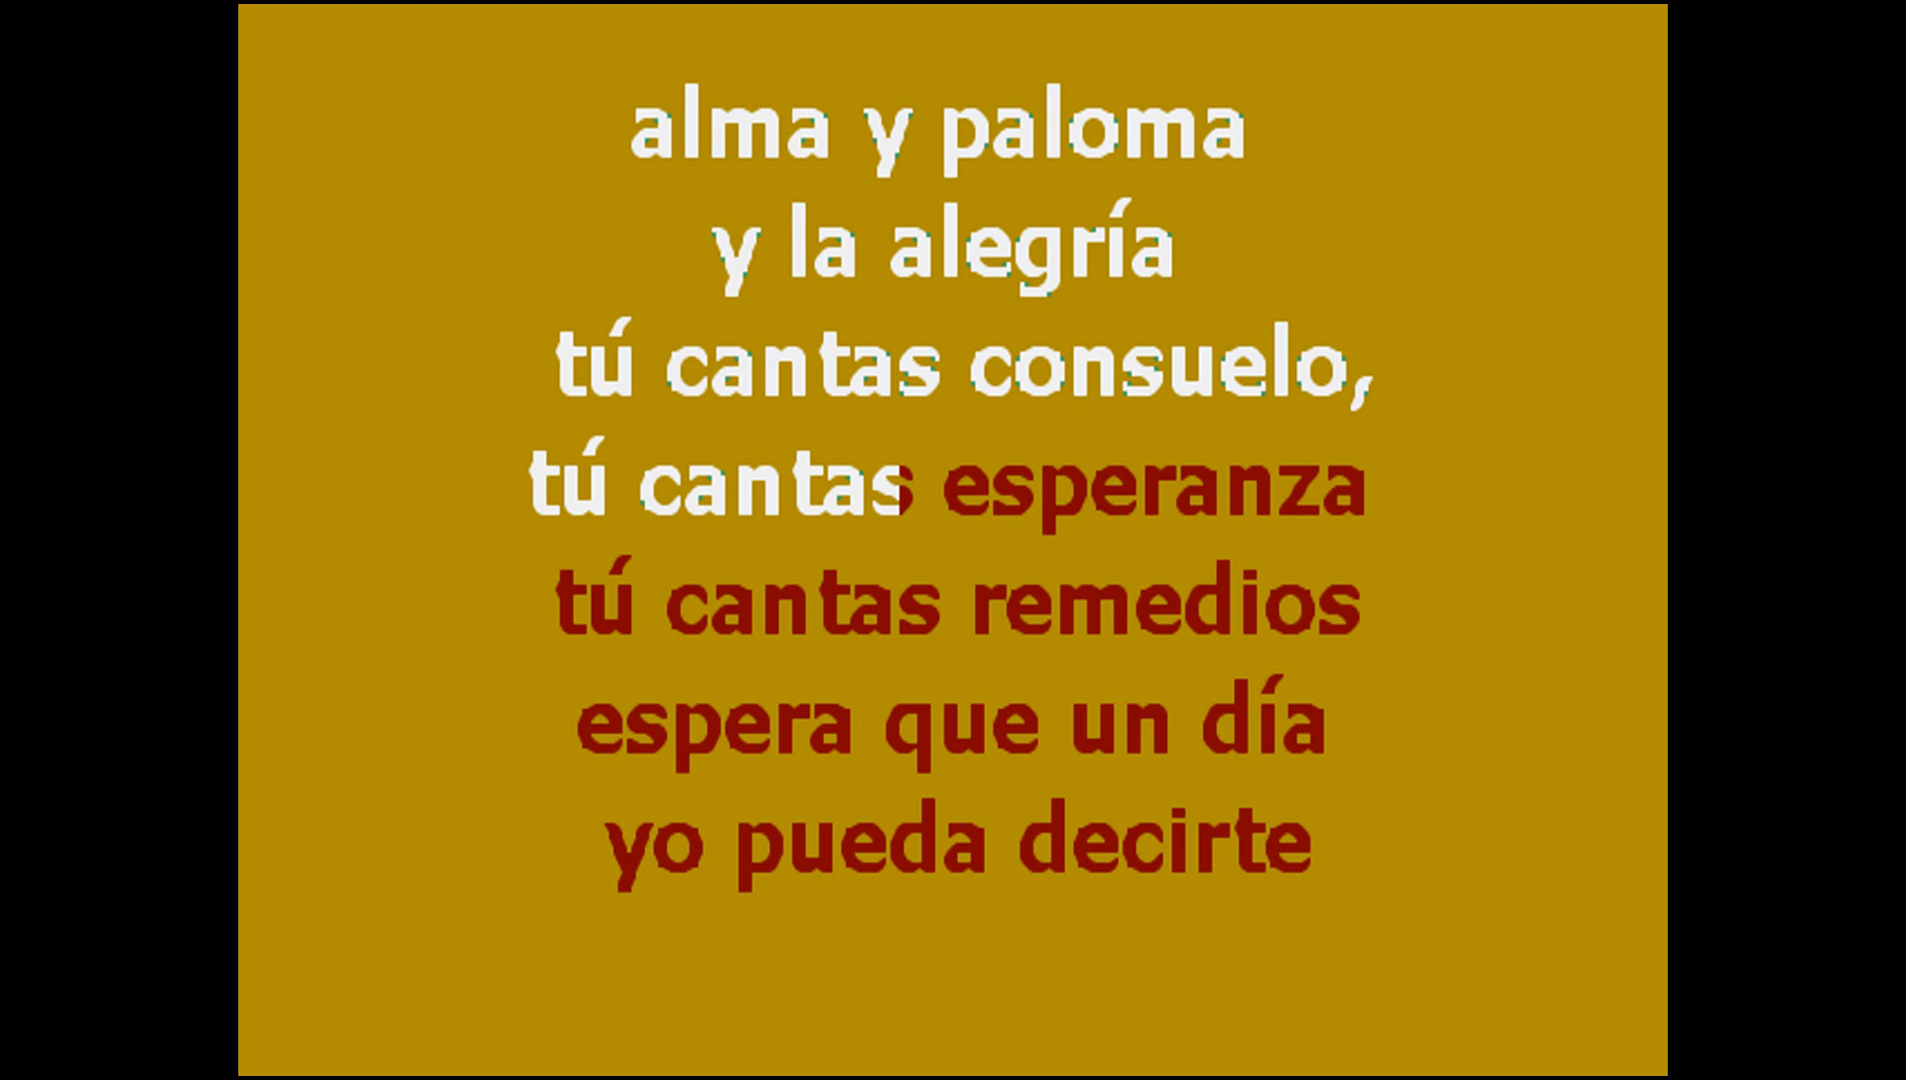 alma y paloma
y la alegría
tú cantas consuelo,
tú cantas esperanza
tú cantas remedios
espera que un día
yo pueda decirte